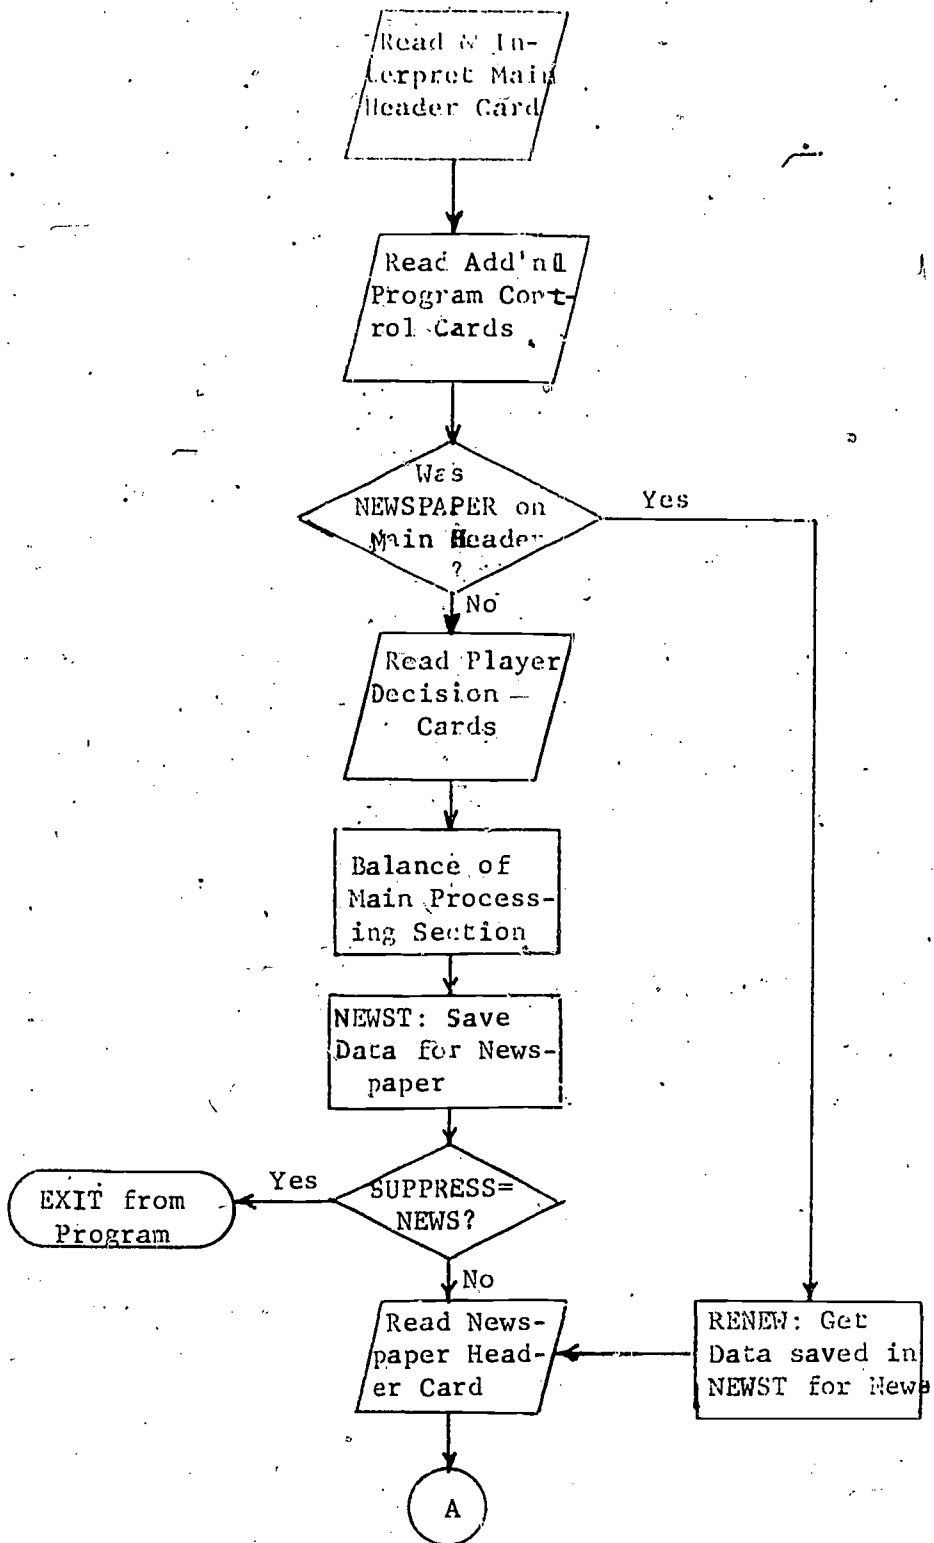 Read & In-
terpret Main
Header Card
Read Add'nl
Program Cont-
rol Cards
Was
NEWSPAPER on
Main Header
?
Yes
No
Read Player
Decision —
Cards
Balance of
Main Process-
ing Section
NEWST: Save
Data for News-
paper
SUPPRESS=
NEWS?
Yes
EXIT from
Program
No
Read News-
paper Head-
er Card
RENEW: Get
Data saved in
NEWST for News
A